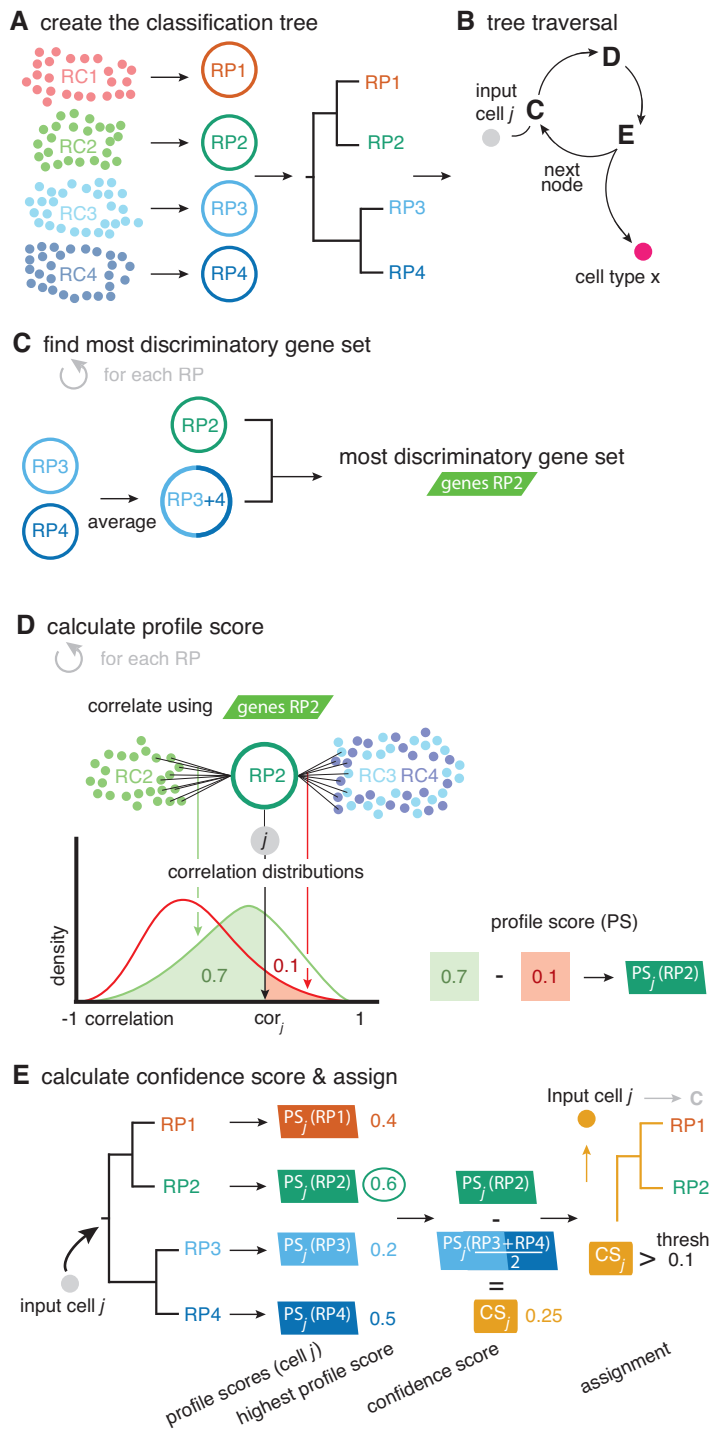 A create the classification tree
RC1
RP1
RC2
RP2
RC3
RP3
RC4
RP4
RP1
RP2
RP3
RP4
B tree traversal
input
cell j
C
D
E
next
node
cell type x
C find most discriminatory gene set
for each RP
RP3
RP4
average
RP2
RP3+4
most discriminatory gene set
genes RP2
D calculate profile score
for each RP
correlate using genes RP2
RC2
RP2
RC3 RC4
j
correlation distributions
density
0.7
0.1
-1 correlation
corj
1
profile score (PS)
0.7 - 0.1
PSj(RP2)
E calculate confidence score & assign
RP1
PSj(RP1) 0.4
RP2
PSj(RP2) 0.6
RP3
PSj(RP3) 0.2
RP4
PSj(RP4) 0.5
input cell j
PSj(RP2)
-
PSj(RP3+RP4)
2
=
CSj 0.25
Input cell j
C
RP1
RP2
CSj > thresh
0.1
profile scores (cell j)
highest profile score
confidence score
assignment